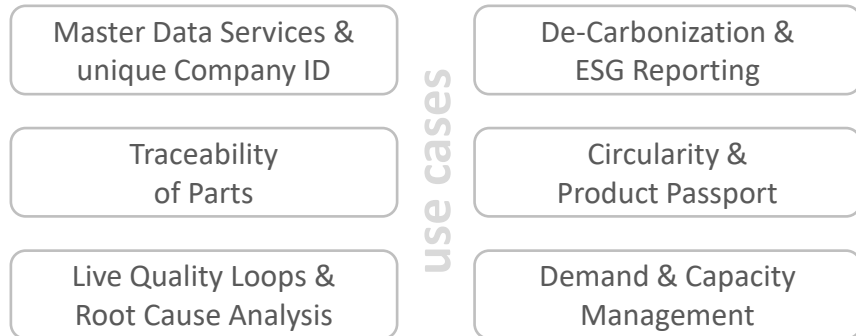 Master Data Services &
unique Company ID
Traceability
of Parts
Live Quality Loops &
Root Cause Analysis
use cases
De-Carbonization &
ESG Reporting
Circularity &
Product Passport
Demand & Capacity
Management